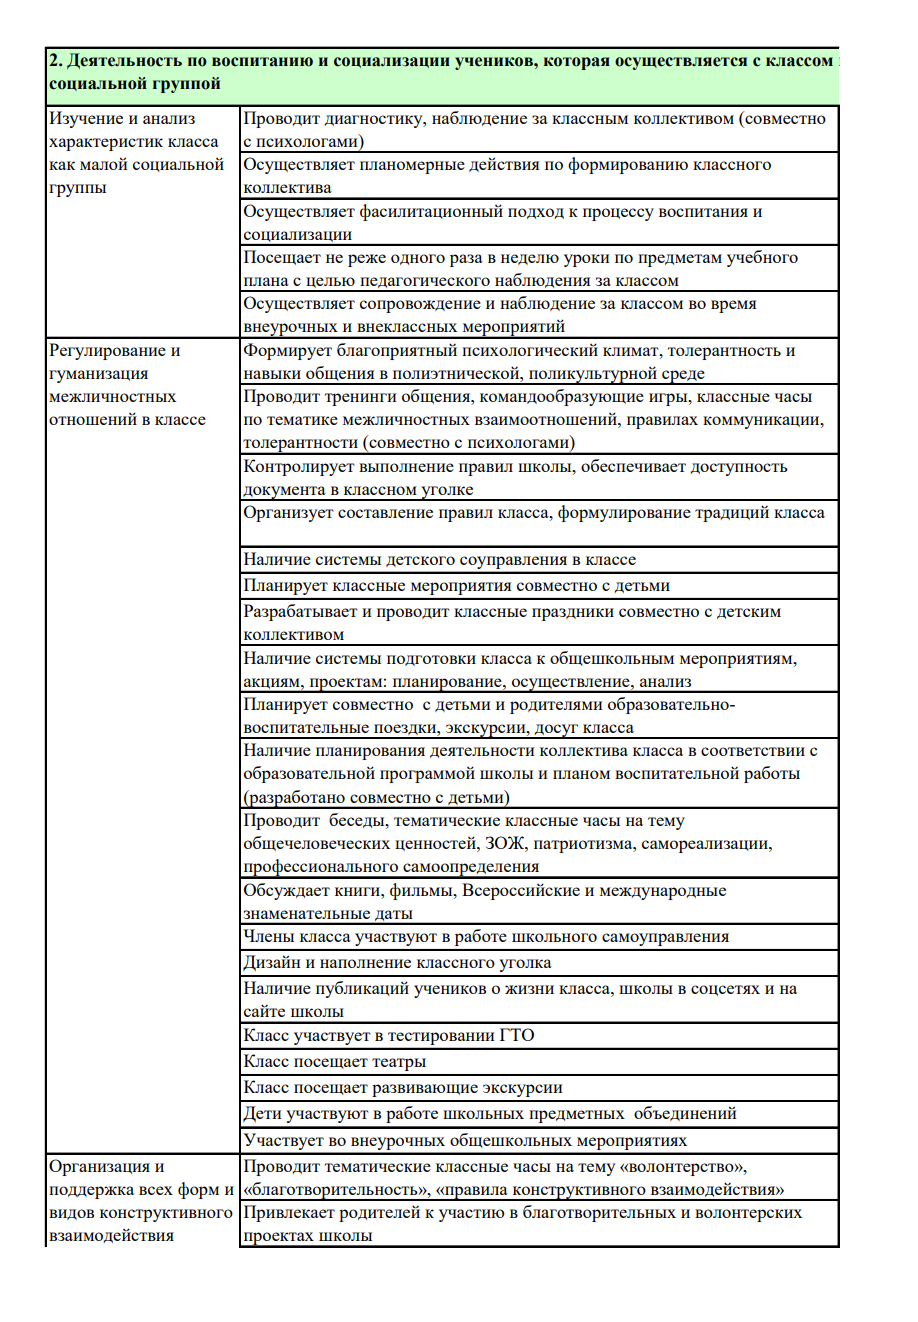 2. Деятельность по воспитанию и социализации учеников, которая осуществляется с классом
социальной группой
Изучение и анализ
характеристик класса
как малой социальной
группы
Проводит диагностику, наблюдение за классным коллективом (совместно
с психологами)
Осуществляет планомерные действия по формированию классного
коллектива
Осуществляет фасилитационный подход к процессу воспитания и
социализации
Посещает не реже одного раза в неделю уроки по предметам учебного
плана с целью педагогического наблюдения за классом
Осуществляет сопровождение и наблюдение за классом во время
внеурочных и внеклассных мероприятий
Регулирование и
гуманизация
межличностных
отношений в классе
Формирует благоприятный психологический климат, толерантность и
навыки общения в полиэтнической, поликультурной среде
Проводит тренинги общения, командообразующие игры, классные часы
по тематике межличностных взаимоотношений, правилах коммуникации,
толерантности (совместно с психологами)
Контролирует выполнение правил школы, обеспечивает доступность
документа в классном уголке
Организует составление правил класса, формулирование традиций класса
Наличие системы детского соуправления в классе
Планирует классные мероприятия совместно с детьми
Разрабатывает и проводит классные праздники совместно с детским
коллективом
Наличие системы подготовки класса к общешкольным мероприятиям,
акциям, проектам: планирование, осуществление, анализ
Планирует совместно  с детьми и родителями образовательно-
воспитательные поездки, экскурсии, досуг класса
Наличие планирования деятельности коллектива класса в соответствии с
образовательной программой школы и планом воспитательной работы
(разработано совместно с детьми)
Проводит  беседы, тематические классные часы на тему
общечеловеческих ценностей, ЗОЖ, патриотизма, самореализации,
профессионального самоопределения
Обсуждает книги, фильмы, Всероссийские и международные
знаменательные даты
Члены класса участвуют в работе школьного самоуправления
Дизайн и наполнение классного уголка
Наличие публикаций учеников о жизни класса, школы в соцсетях и на
сайте школы
Класс участвует в тестировании ГТО
Класс посещает театры
Класс посещает развивающие экскурсии
Дети участвуют в работе школьных предметных  объединений
Участвует во внеурочных общешкольных мероприятиях
Организация и
поддержка всех форм и
видов конструктивного
взаимодействия
Проводит тематические классные часы на тему «волонтерство»,
«благотворительность», «правила конструктивного взаимодействия»
Привлекает родителей к участию в благотворительных и волонтерских
проектах школы